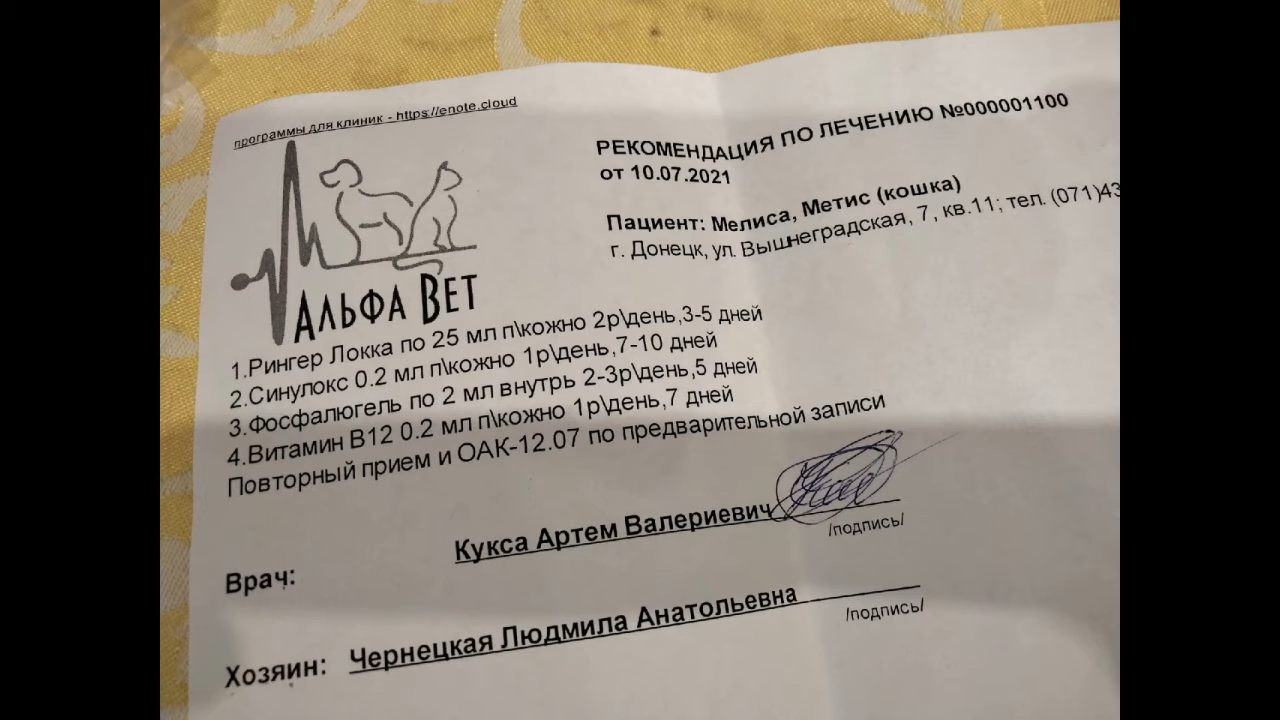 программы для клиник - https://enote.cloud
РЕКОМЕНДАЦИЯ ПО ЛЕЧЕНИЮ №000001100
от 10.07.2021
Пациент: Мелиса, Метис (кошка)
г. Донецк, ул. Вышнеградская, 7, кв.11; тел. (071)43
АЛЬФА ВЕТ
1.Рингер Локка по 25 мл п\кожно 2р\день,3-5 дней
2.Синулокс 0.2 мл п\кожно 1р\день,7-10 дней
3.Фосфалюгель по 2 мл внутрь 2-3р\день,5 дней
4.Витамин В12 0.2 мл п\кожно 1р\день,7 дней
Повторный прием и ОАК-12.07 по предварительной записи
Врач: Кукса Артем Валериевич
/подпись/
Хозяин: Чернецкая Людмила Анатольевна
/подпись/